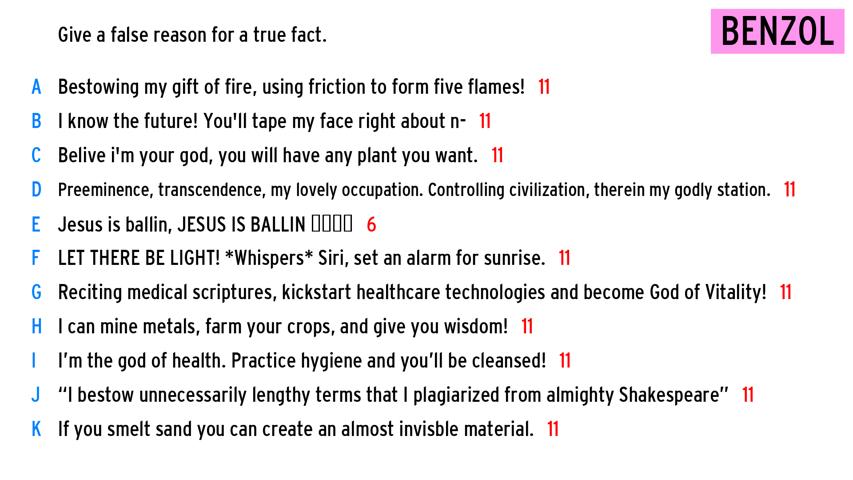 Give a false reason for a true fact.
BENZOL
A Bestowing my gift of fire, using friction to form five flames! 11
B I know the future! You'll tape my face right about n- 11
C Belive i'm your god, you will have any plant you want. 11
D Preeminence, transcendence, my lovely occupation. Controlling civilization, therein my godly station. 11
E Jesus is ballin, JESUS IS BALLIN ▯▯▯▯ 6
F LET THERE BE LIGHT! *Whispers* Siri, set an alarm for sunrise. 11
G Reciting medical scriptures, kickstart healthcare technologies and become God of Vitality! 11
H I can mine metals, farm your crops, and give you wisdom! 11
I I’m the god of health. Practice hygiene and you’ll be cleansed! 11
J “I bestow unnecessarily lengthy terms that I plagiarized from almighty Shakespeare” 11
K If you smelt sand you can create an almost invisble material. 11